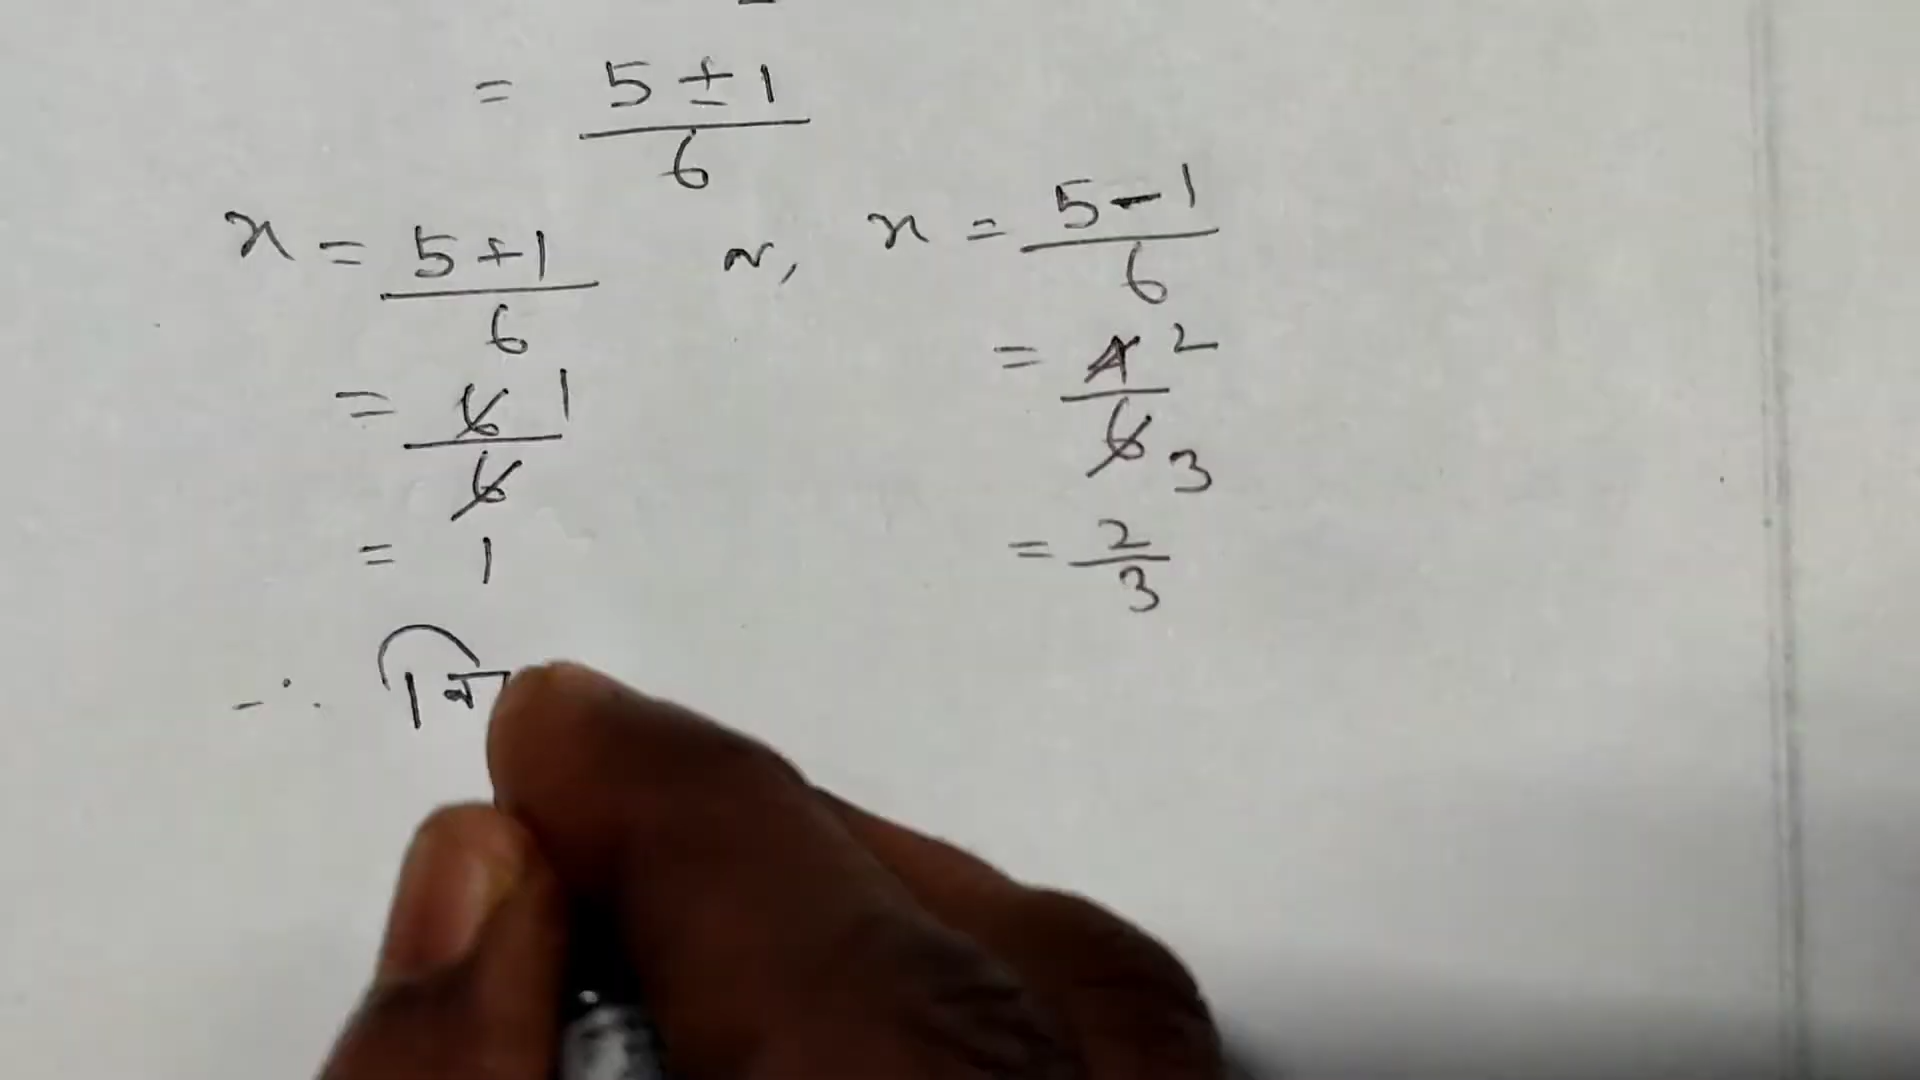 = 5 ± 1 / 6
x = 5 + 1 / 6 or, x = 5 - 1 / 6
= 6 1 / 6 = 4 2 / 6 3
= 1 = 2 / 3
∴ নি